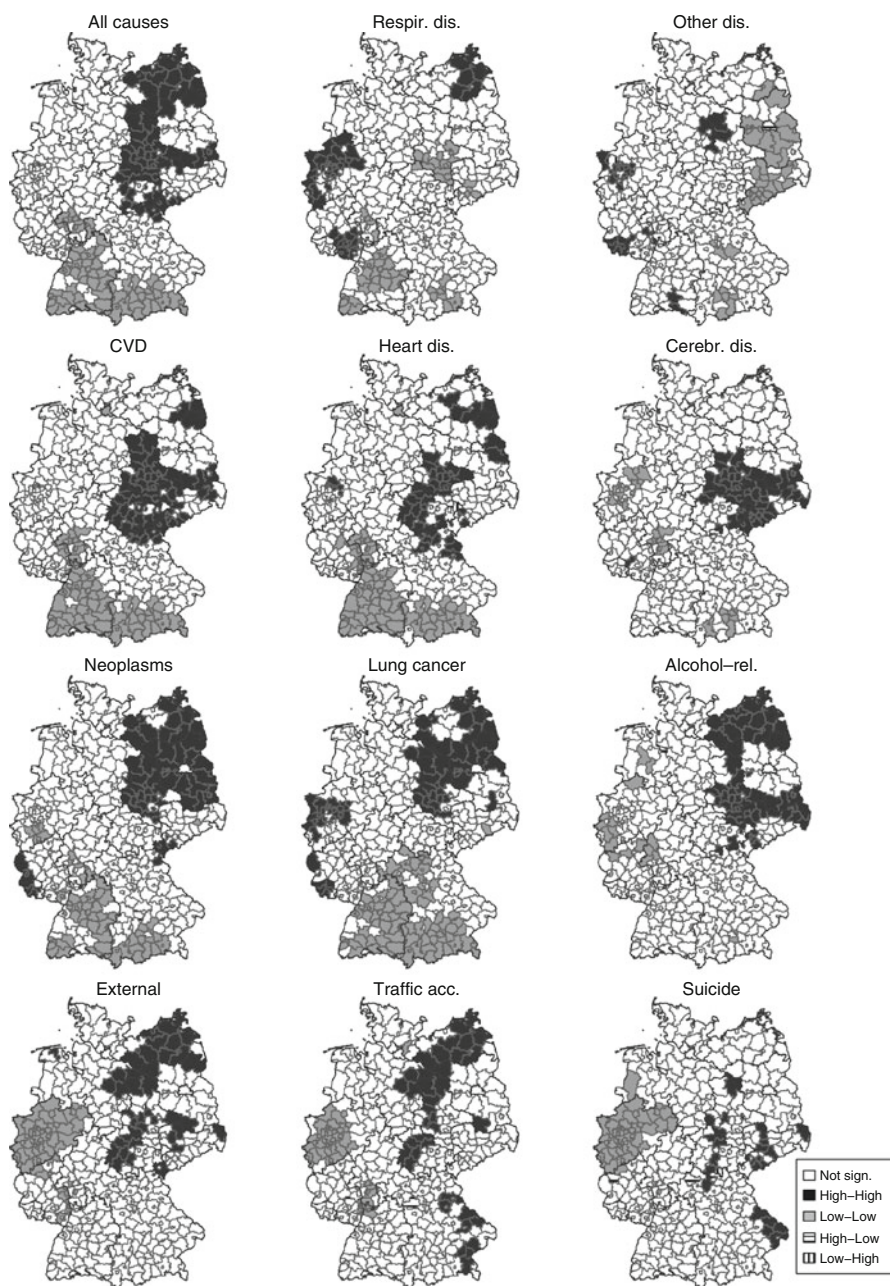 All causes
Respir. dis.
Other dis.
CVD
Heart dis.
Cerebr. dis.
Neoplasms
Lung cancer
Alcohol–rel.
External
Traffic acc.
Suicide
Not sign.
High–High
Low–Low
High–Low
Low–High